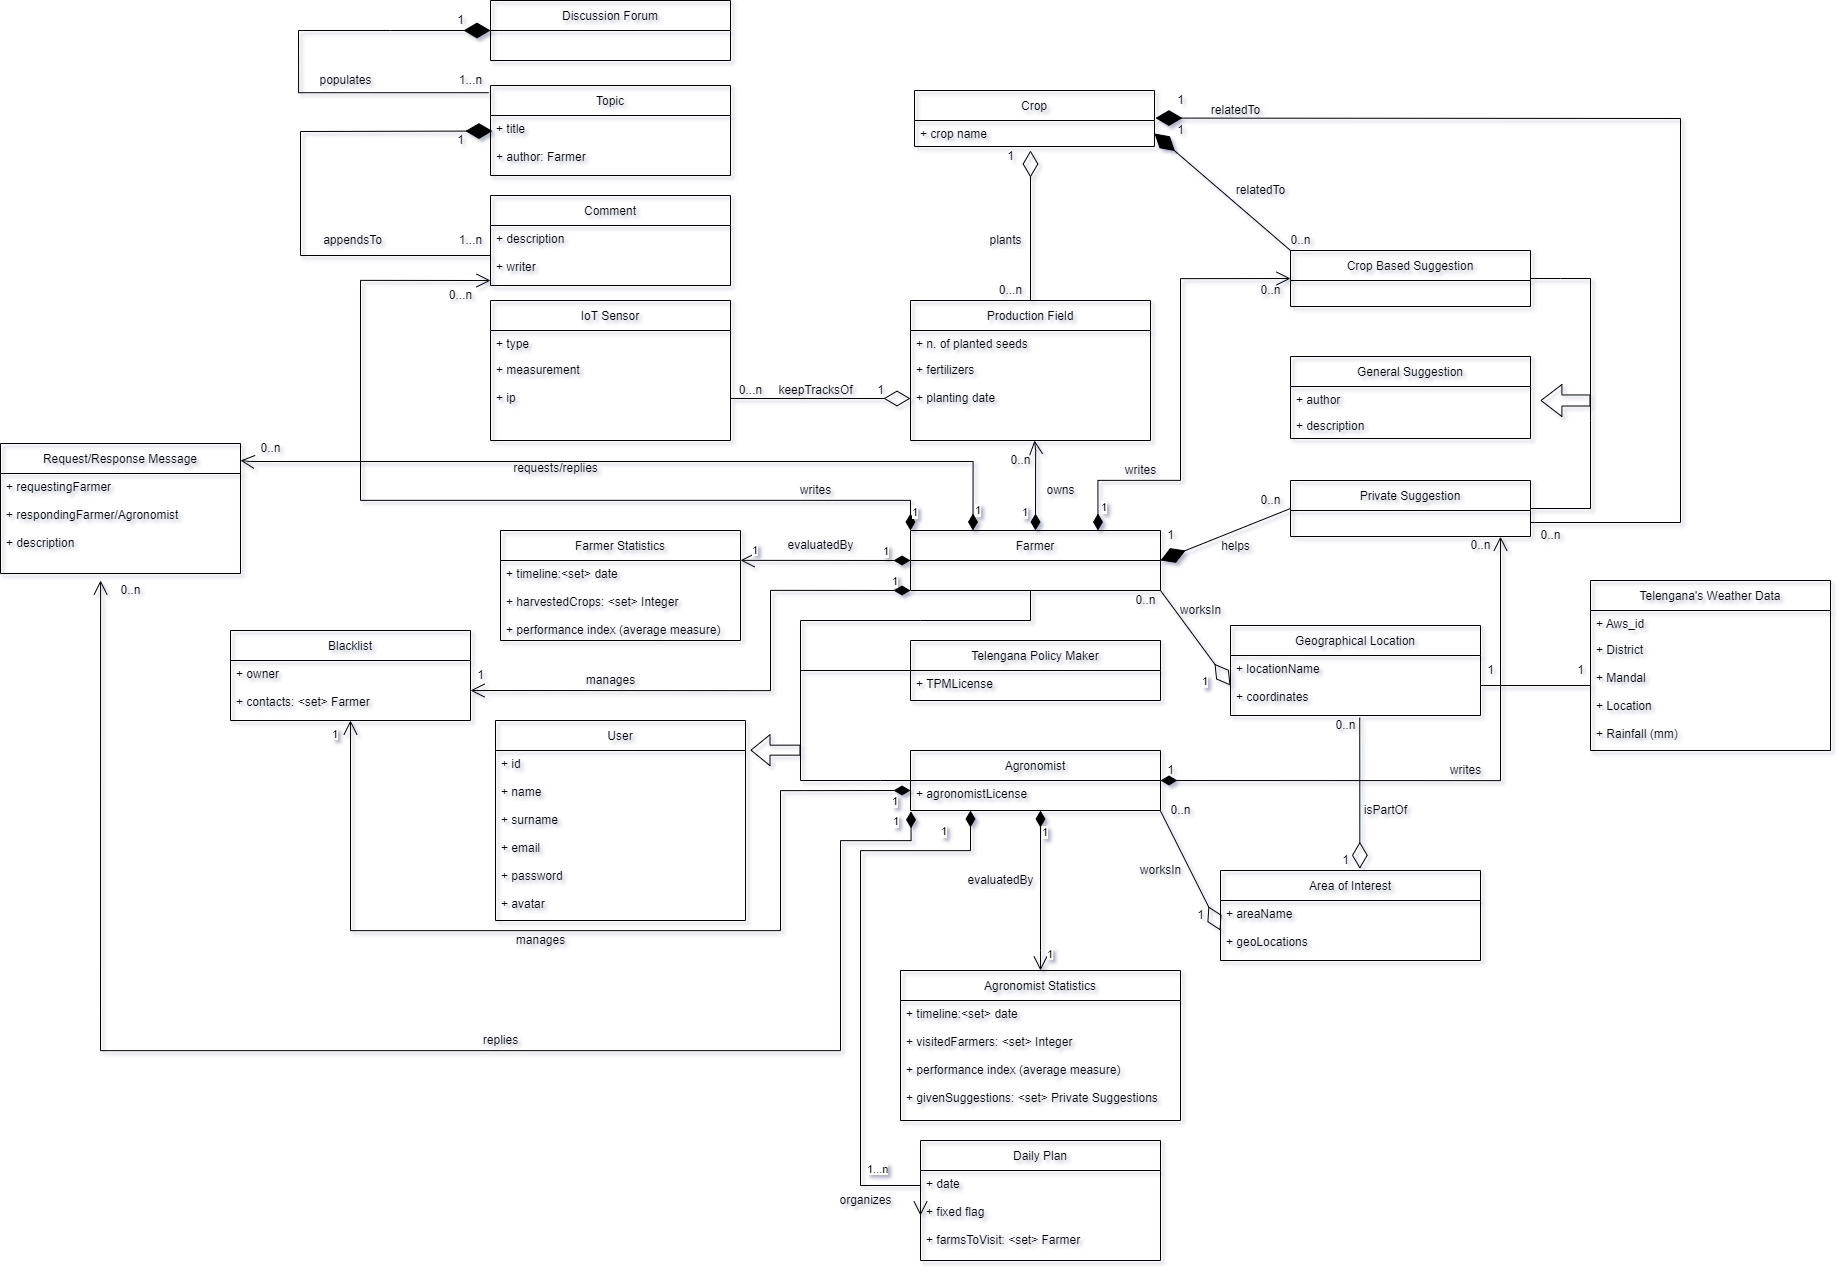 Discussion Forum
1
populates
1...n
Topic
+ title
+ author: Farmer
1
Comment
+ description
+ writer
appendsTo
1...n
0...n
IoT Sensor
+ type
+ measurement
+ ip
0...n
keepTracksOf
1
Crop
+ crop name
1
relatedTo
1
relatedTo
0..n
1
plants
0...n
Production Field
+ n. of planted seeds
+ fertilizers
+ planting date
Crop Based Suggestion
0..n
General Suggestion
+ author
+ description
Private Suggestion
0..n
0..n
0..n
writes
Request/Response Message
+ requestingFarmer
+ respondingFarmer/Agronomist
+ description
0..n
0..n
requests/replies
writes
0..n
owns
1
1
1
1
Farmer
1
helps
Farmer Statistics
+ timeline:<set> date
+ harvestedCrops: <set> Integer
+ performance index (average measure)
1
evaluatedBy
1
1
0..n
worksIn
1
Telengana Policy Maker
+ TPMLicense
Geographical Location
+ locationName
+ coordinates
1
1
0..n
Telengana's Weather Data
+ Aws_id
+ District
+ Mandal
+ Location
+ Rainfall (mm)
Blacklist
+ owner
+ contacts: <set> Farmer
1
manages
1
User
+ id
+ name
+ surname
+ email
+ password
+ avatar
manages
Agronomist
+ agronomistLicense
1
writes
1
1
1
1
0..n
isPartOf
1
worksIn
1
Area of Interest
+ areaName
+ geoLocations
evaluatedBy
1
Agronomist Statistics
+ timeline:<set> date
+ visitedFarmers: <set> Integer
+ performance index (average measure)
+ givenSuggestions: <set> Private Suggestions
replies
1...n
organizes
Daily Plan
+ date
+ fixed flag
+ farmsToVisit: <set> Farmer